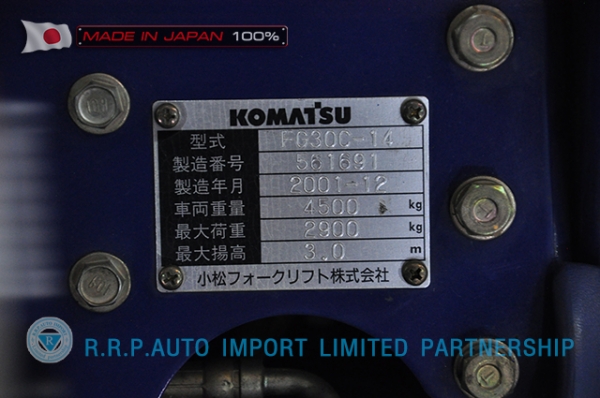 MADE IN JAPAN 100%
KOMATSU
型式 FG30C-14
製造番号 561691
製造年月 2001-12
車両重量 4500 kg
最大荷重 2900 kg
最大揚高 3.0 m
小松フォークリフト株式会社
R.R.P.AUTO IMPORT LIMITED PARTNERSHIP